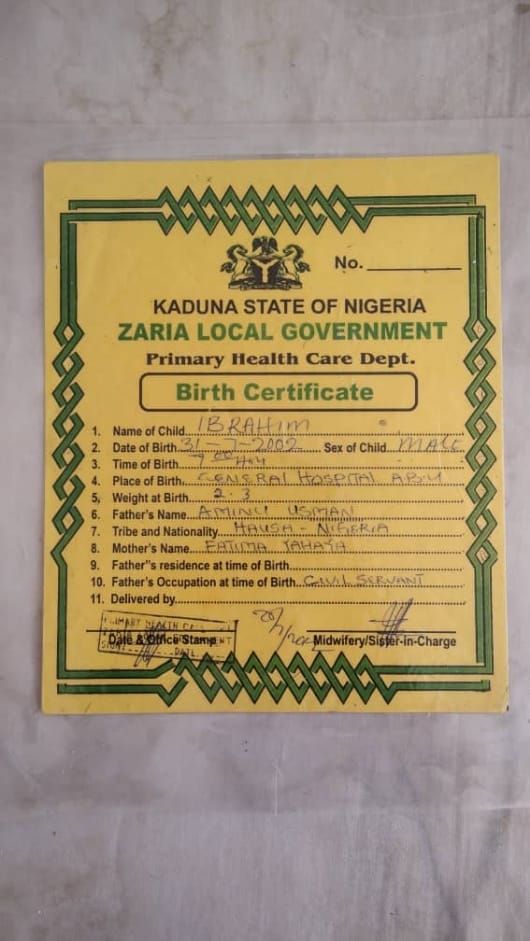 No.
KADUNA STATE OF NIGERIA
ZARIA LOCAL GOVERNMENT
Primary Health Care Dept.
Birth Certificate
1. Name of Child IBRAHIM
2. Date of Birth 31-7-2002 Sex of Child MALE
3. Time of Birth 7 00
4. Place of Birth GENERAL HOSPITAL ABU
5, Weight at Birth 2.3
6. Father's Name AMINU USMAN
7. Tribe and Nationality HAUSA - NIGERIA
8. Mother's Name FATIMA YAHAYA
9. Father''s residence at time of Birth
10. Father's Occupation at time of Birth CIVIL SERVANT
11. Delivered by
Date & Office Stamp Midwifery/Sister-in-Charge